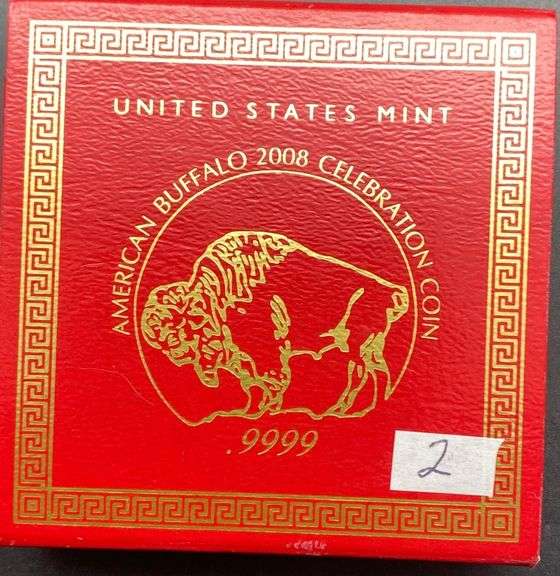 UNITED STATES MINT
AMERICAN BUFFALO 2008 CELEBRATION COIN
.9999
2